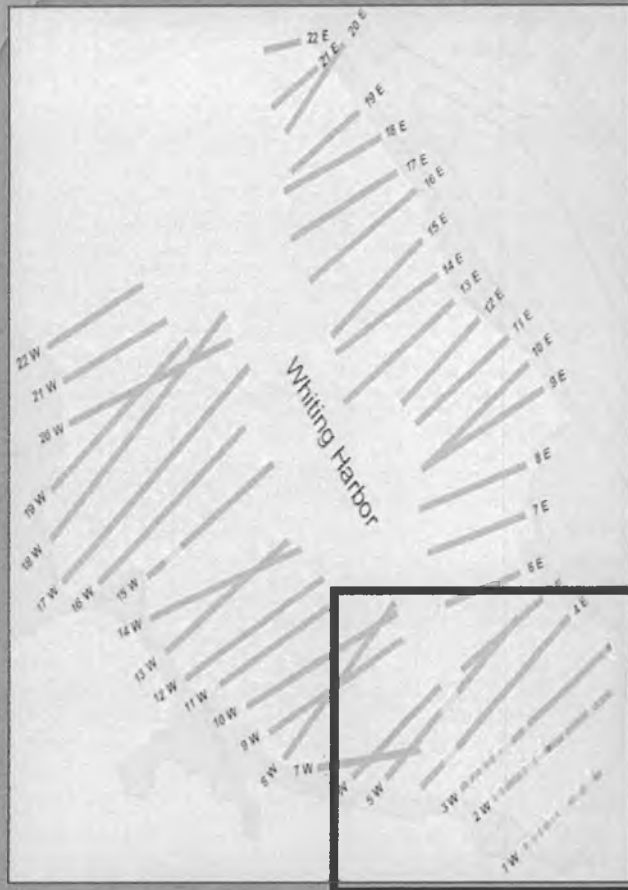 22 E
20 E
21 E
19 E
18 E
17 E
16 E
15 E
14 E
13 E
12 E
11 E
10 E
9 E
8 E
7 E
6 E
4 E
Whiting Harbor
22 W
21 W
20 W
19 W
18 W
17 W
16 W
15 W
14 W
13 W
12 W
11 W
10 W
9 W
8 W
7 W
W
5 W
3 W
2 W
1 W